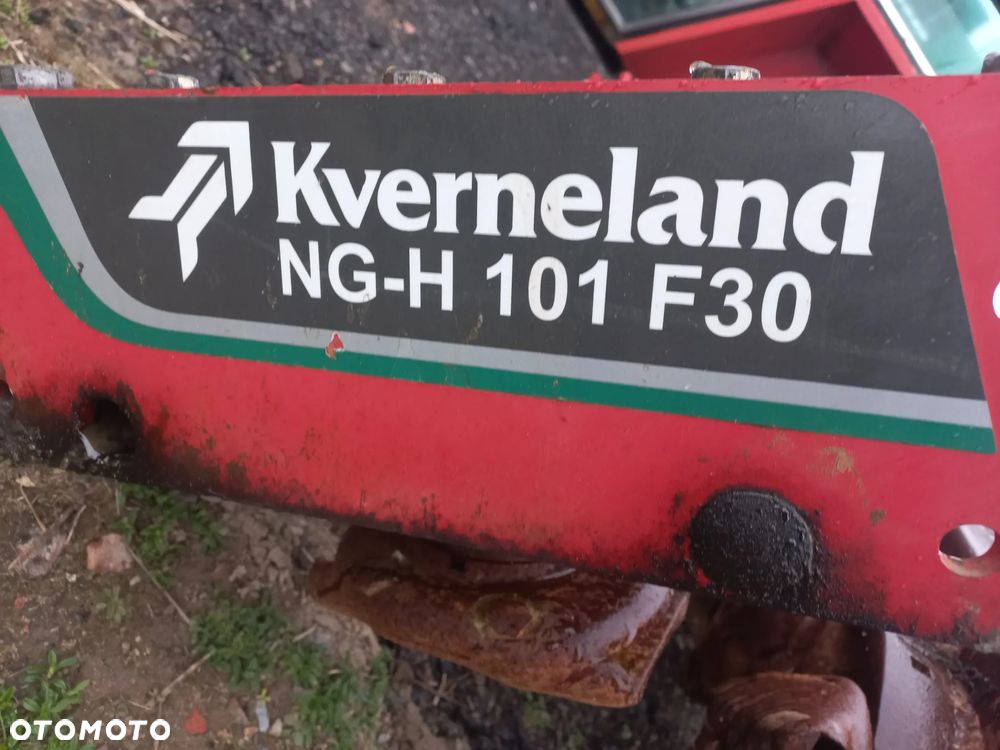 Kverneland
NG-H 101 F30
OTOMOTO